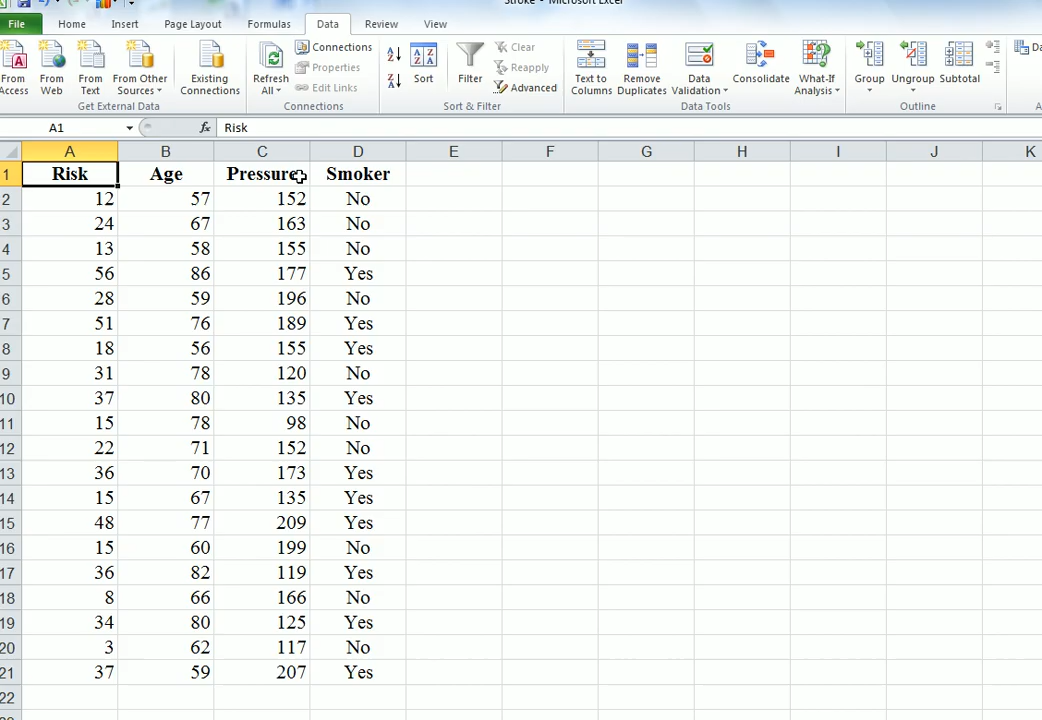 Stroke - Microsoft Excel
File Home Insert Page Layout Formulas Data Review View
From Access
From Web
From Text
From Other Sources
Existing Connections
Get External Data
Refresh All
Connections
Properties
Edit Links
Connections
Sort
Filter
Clear
Reapply
Advanced
Sort & Filter
Text to Columns
Remove Duplicates
Data Validation
Consolidate
What-If Analysis
Data Tools
Group
Ungroup
Subtotal
Outline
A1 fx Risk
A B C D E F G H I J K
1 Risk Age Pressure Smoker
2 12 57 152 No
3 24 67 163 No
4 13 58 155 No
5 56 86 177 Yes
6 28 59 196 No
7 51 76 189 Yes
8 18 56 155 Yes
9 31 78 120 No
10 37 80 135 Yes
11 15 78 98 No
12 22 71 152 No
13 36 70 173 Yes
14 15 67 135 Yes
15 48 77 209 Yes
16 15 60 199 No
17 36 82 119 Yes
18 8 66 166 No
19 34 80 125 Yes
20 3 62 117 No
21 37 59 207 Yes
22